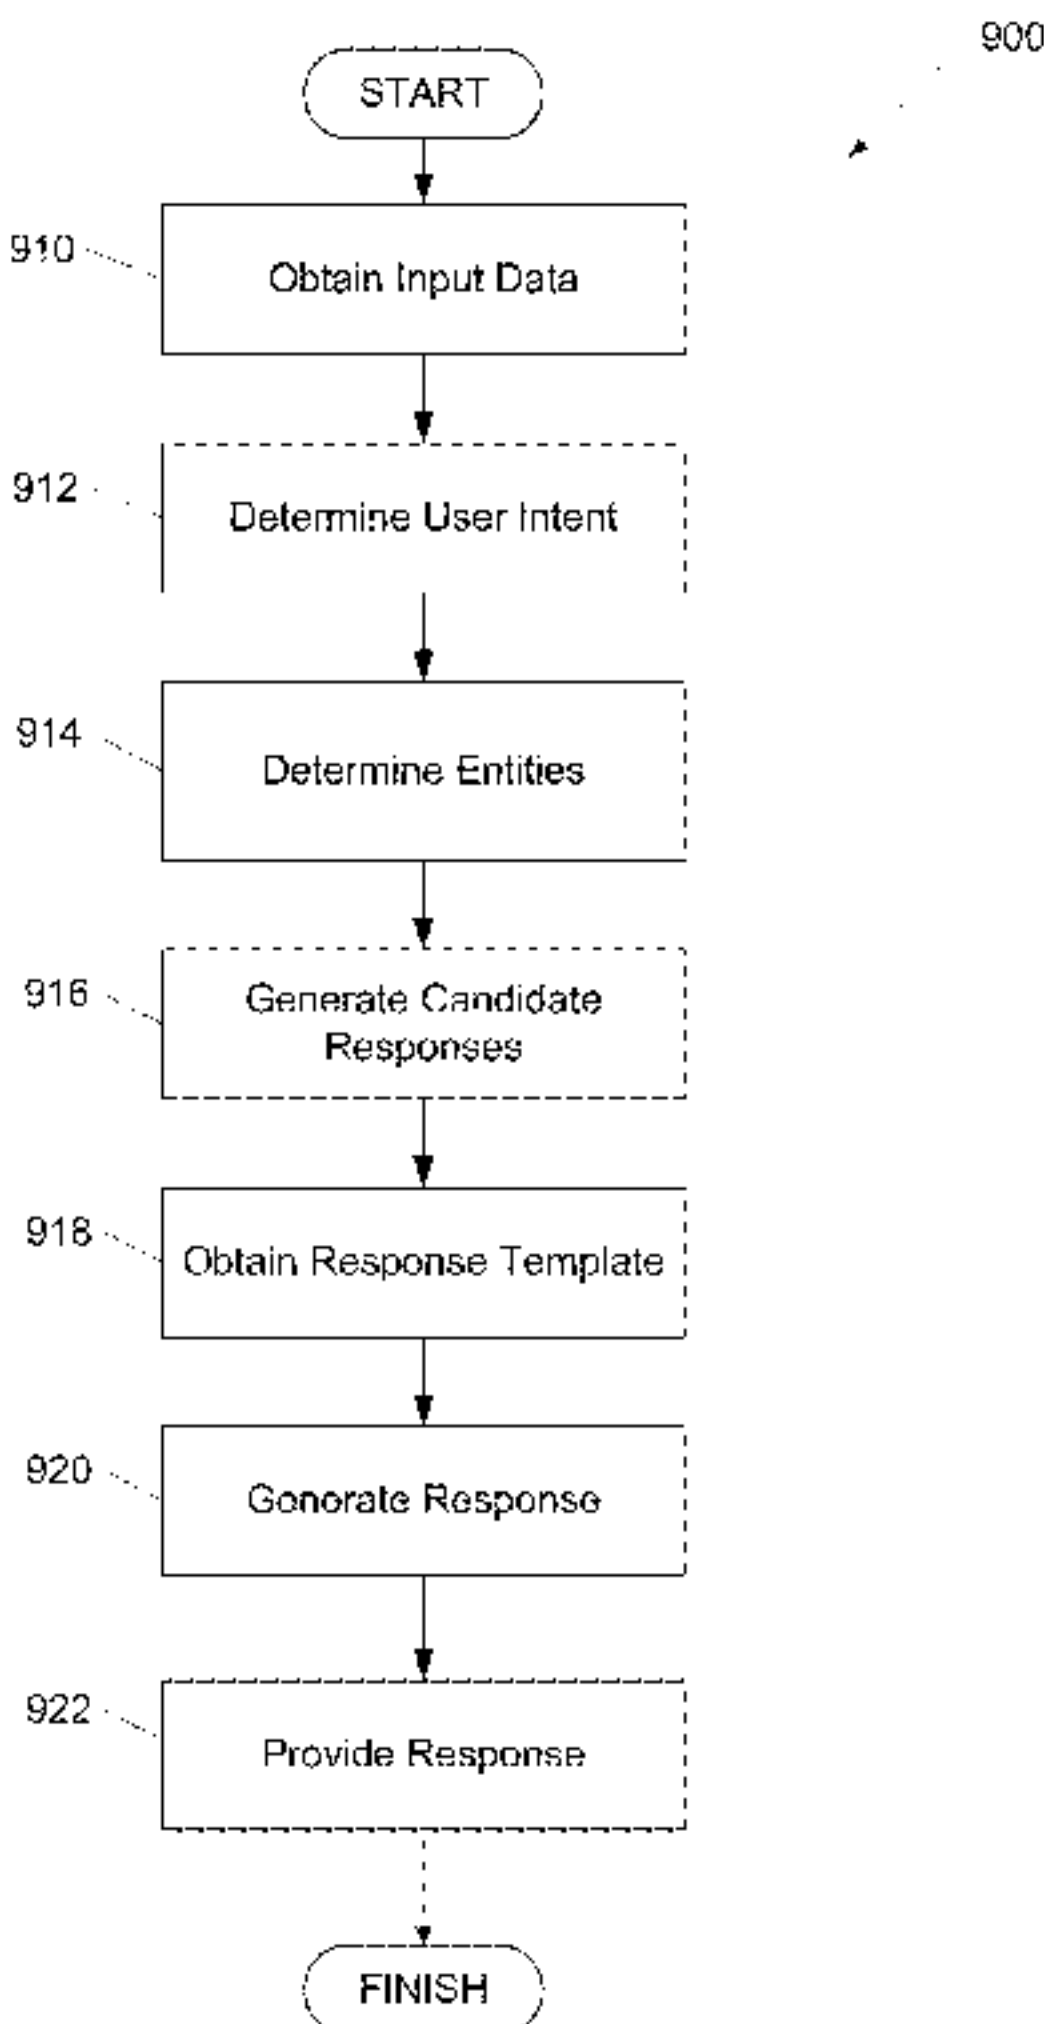 900
START
910
Obtain Input Data
912
Determine User Intent
914
Determine Entities
916
Generate Candidate
Responses
918
Obtain Response Template
920
Generate Response
922
Provide Response
FINISH